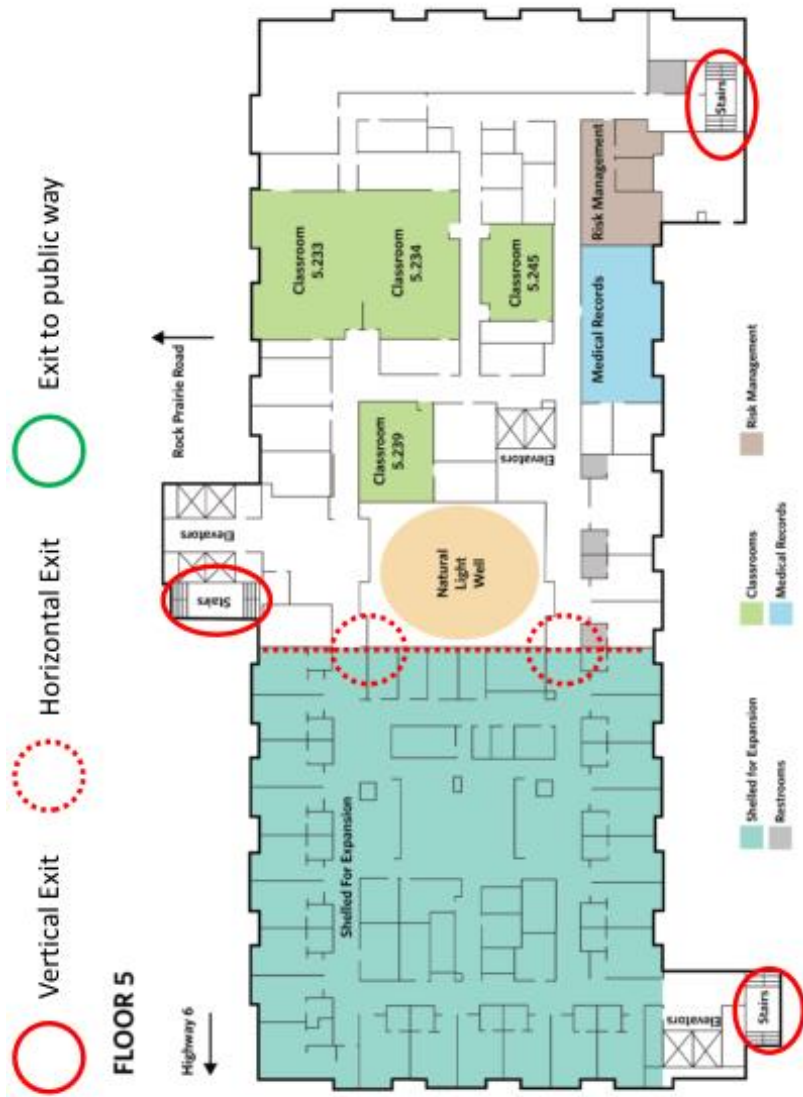 Vertical Exit
Horizontal Exit
Exit to public way
FLOOR 5
Highway 6
Rock Prairie Road
Stairs
Elevators
Elevators
Classroom
5.233
Classroom
5.234
Classroom
5.239
Classroom
5.245
Natural
Light
Well
Elevators
Shelled For Expansion
Medical Records
Risk Management
Stairs
Elevators
Stairs
Shelled for Expansion
Restrooms
Classrooms
Medical Records
Risk Management